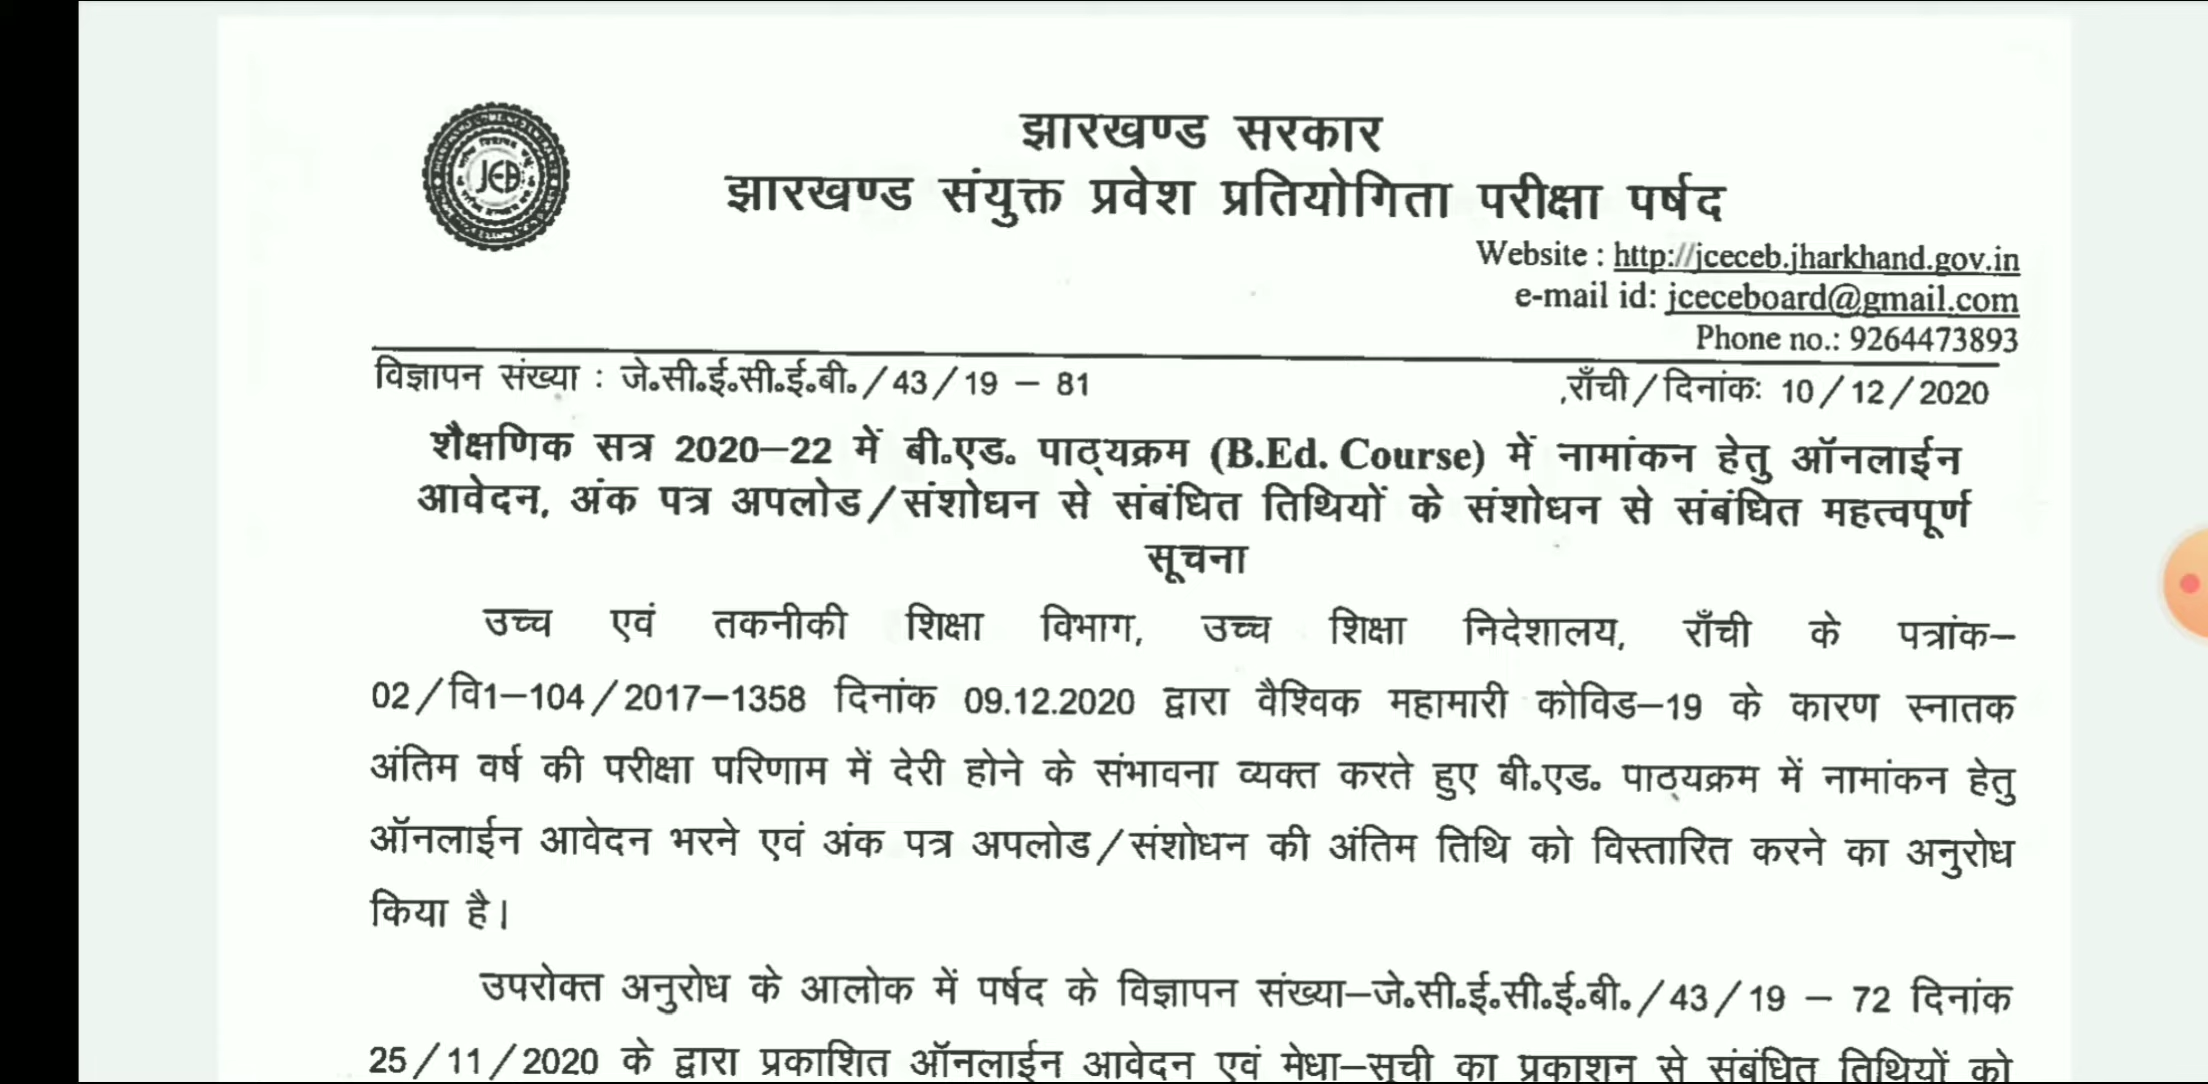 JCEB
झारखण्ड सरकार
झारखण्ड संयुक्त प्रवेश प्रतियोगिता परीक्षा पर्षद
Website : http://jceceb.jharkhand.gov.in
e-mail id: jceceboard@gmail.com
Phone no.: 9264473893
विज्ञापन संख्या : जे॰सी॰ई॰सी॰ई॰बी॰/43/19 – 81 ,राँची/दिनांकः 10/12/2020
शैक्षणिक सत्र 2020–22 में बी॰एड॰ पाठ्यक्रम (B.Ed. Course) में नामांकन हेतु ऑनलाईन
आवेदन, अंक पत्र अपलोड/संशोधन से संबंधित तिथियों के संशोधन से संबंधित महत्वपूर्ण
सूचना
उच्च एवं तकनीकी शिक्षा विभाग, उच्च शिक्षा निदेशालय, राँची के पत्रांक–
02/वि1–104/2017–1358 दिनांक 09.12.2020 द्वारा वैश्विक महामारी कोविड–19 के कारण स्नातक
अंतिम वर्ष की परीक्षा परिणाम में देरी होने के संभावना व्यक्त करते हुए बी॰एड॰ पाठ्यक्रम में नामांकन हेतु
ऑनलाईन आवेदन भरने एवं अंक पत्र अपलोड/संशोधन की अंतिम तिथि को विस्तारित करने का अनुरोध
किया है।
उपरोक्त अनुरोध के आलोक में पर्षद के विज्ञापन संख्या–जे॰सी॰ई॰सी॰ई॰बी॰/43/19 – 72 दिनांक
25/11/2020 के द्वारा प्रकाशित ऑनलाईन आवेदन एवं मेधा–सूची का प्रकाशन से संबंधित तिथियों को